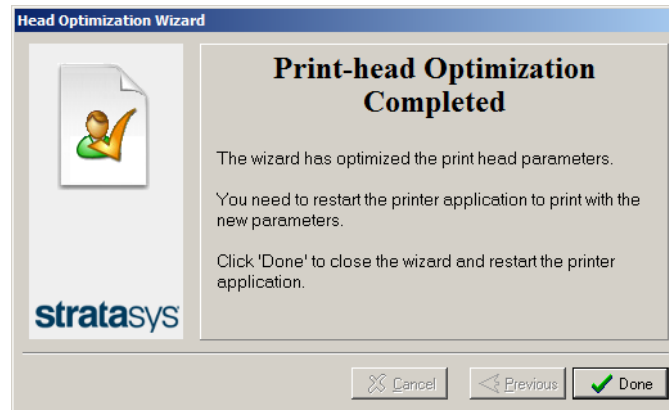 Head Optimization Wizard
Print-head Optimization
Completed
The wizard has optimized the print head parameters.
You need to restart the printer application to print with the
new parameters.
Click 'Done' to close the wizard and restart the printer
application.
stratasys
Cancel
Previous
Done